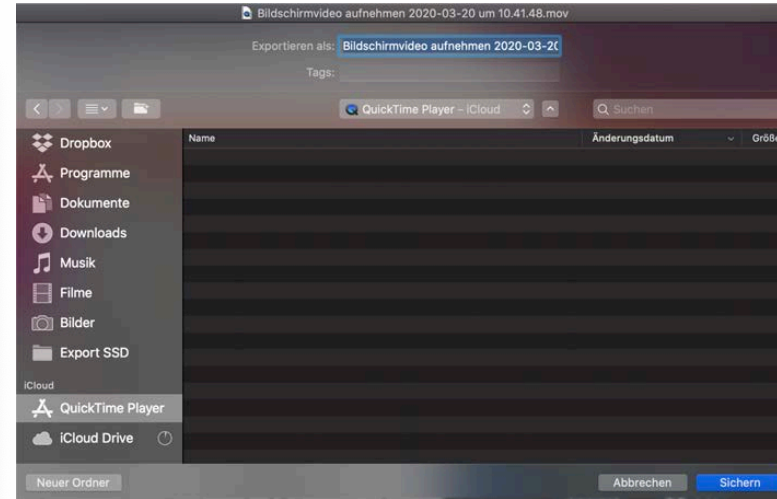 Bildschirmvideo aufnehmen 2020-03-20 um 10.41.48.mov
Exportieren als: Bildschirmvideo aufnehmen 2020-03-2(
Tags:
QuickTime Player – iCloud
Suchen
Name Änderungsdatum Größe
Dropbox
Programme
Dokumente
Downloads
Musik
Filme
Bilder
Export SSD
iCloud
QuickTime Player
iCloud Drive
Neuer Ordner Abbrechen Sichern